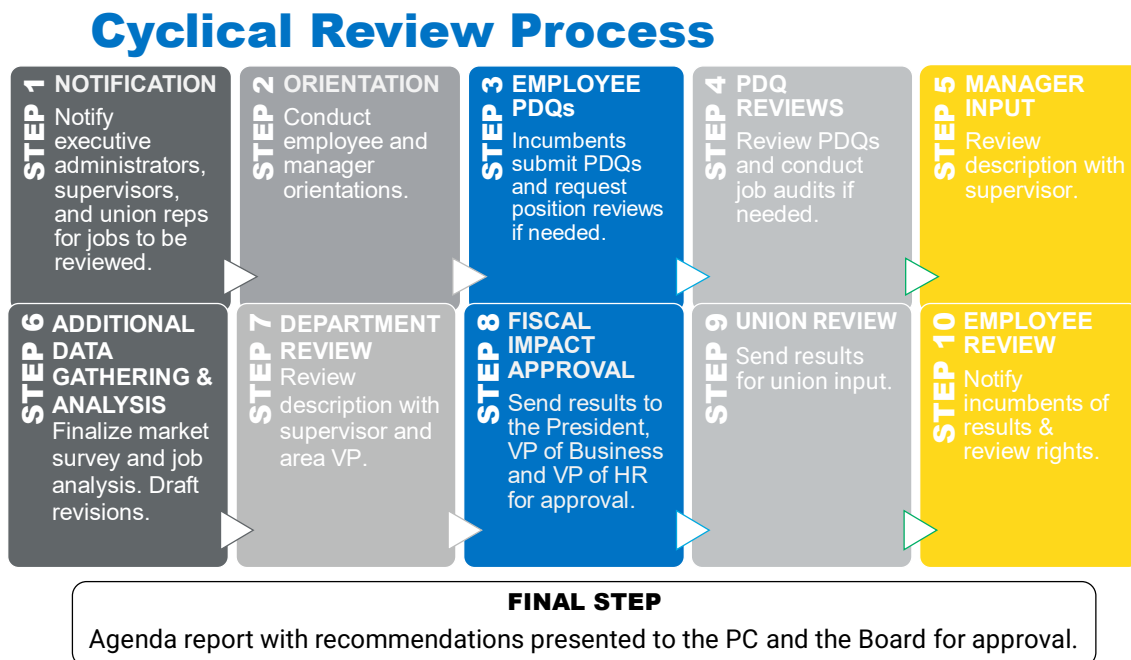 Cyclical Review Process
STEP 1
NOTIFICATION
Notify
executive
administrators,
supervisors,
and union reps
for jobs to be
reviewed.
STEP 2
ORIENTATION
Conduct
employee and
manager
orientations.
STEP 3
EMPLOYEE
PDQs
Incumbents
submit PDQs
and request
position reviews
if needed.
STEP 4
PDQ
REVIEWS
Review PDQs
and conduct
job audits if
needed.
STEP 5
MANAGER
INPUT
Review
description with
supervisor.
STEP 6
ADDITIONAL
DATA
GATHERING &
ANALYSIS
Finalize market
survey and job
analysis. Draft
revisions.
STEP 7
DEPARTMENT
REVIEW
Review
description with
supervisor and
area VP.
STEP 8
FISCAL
IMPACT
APPROVAL
Send results to
the President,
VP of Business
and VP of HR
for approval.
STEP 9
UNION REVIEW
Send results
for union input.
STEP 10
EMPLOYEE
REVIEW
Notify
incumbents of
results &
review rights.
FINAL STEP
Agenda report with recommendations presented to the PC and the Board for approval.